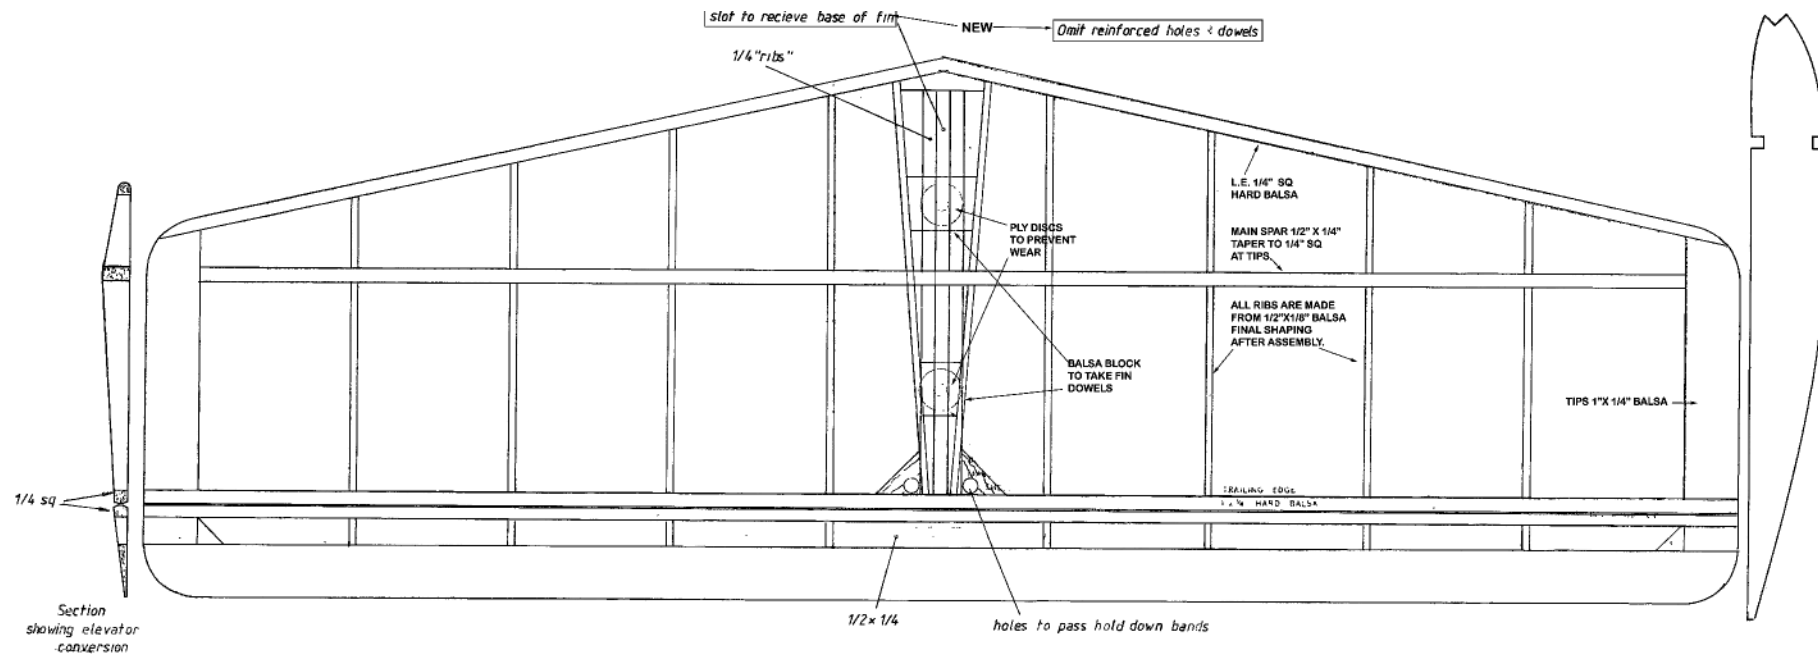 slot to recieve base of fin
NEW
Omit reinforced holes & dowels
1/4"ribs"
L.E. 1/4" SQ
HARD BALSA
MAIN SPAR 1/2" X 1/4"
TAPER TO 1/4" SQ
AT TIPS.
PLY DISCS
TO PREVENT
WEAR
ALL RIBS ARE MADE
FROM 1/2"X1/8" BALSA
FINAL SHAPING
AFTER ASSEMBLY.
BALSA BLOCK
TO TAKE FIN
DOWELS
TIPS 1"X 1/4" BALSA
1/4 sq
TRAILING EDGE
HARD BALSA
1/2 x 1/4
holes to pass hold down bands
Section
showing elevator
conversion